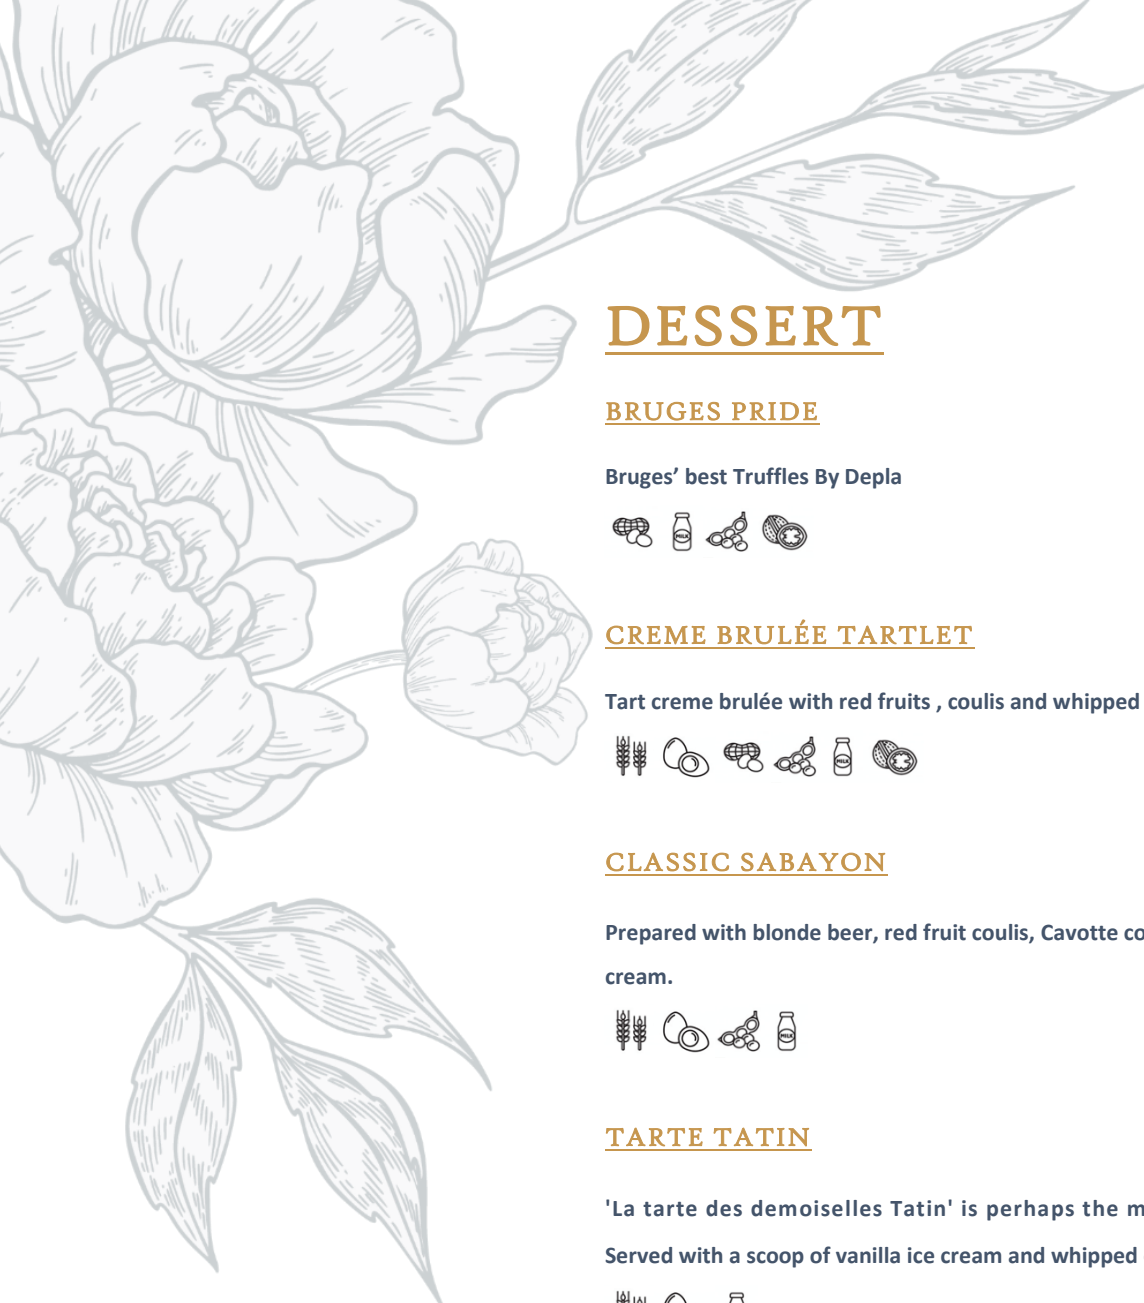 DESSERT
BRUGES PRIDE
Bruges’ best Truffles By Depla
CREME BRULÉE TARTLET
Tart creme brulée with red fruits , coulis and whipped
CLASSIC SABAYON
Prepared with blonde beer, red fruit coulis, Cavotte
cream.
TARTE TATIN
'La tarte des demoiselles Tatin' is perhaps the
Served with a scoop of vanilla ice cream and whipped